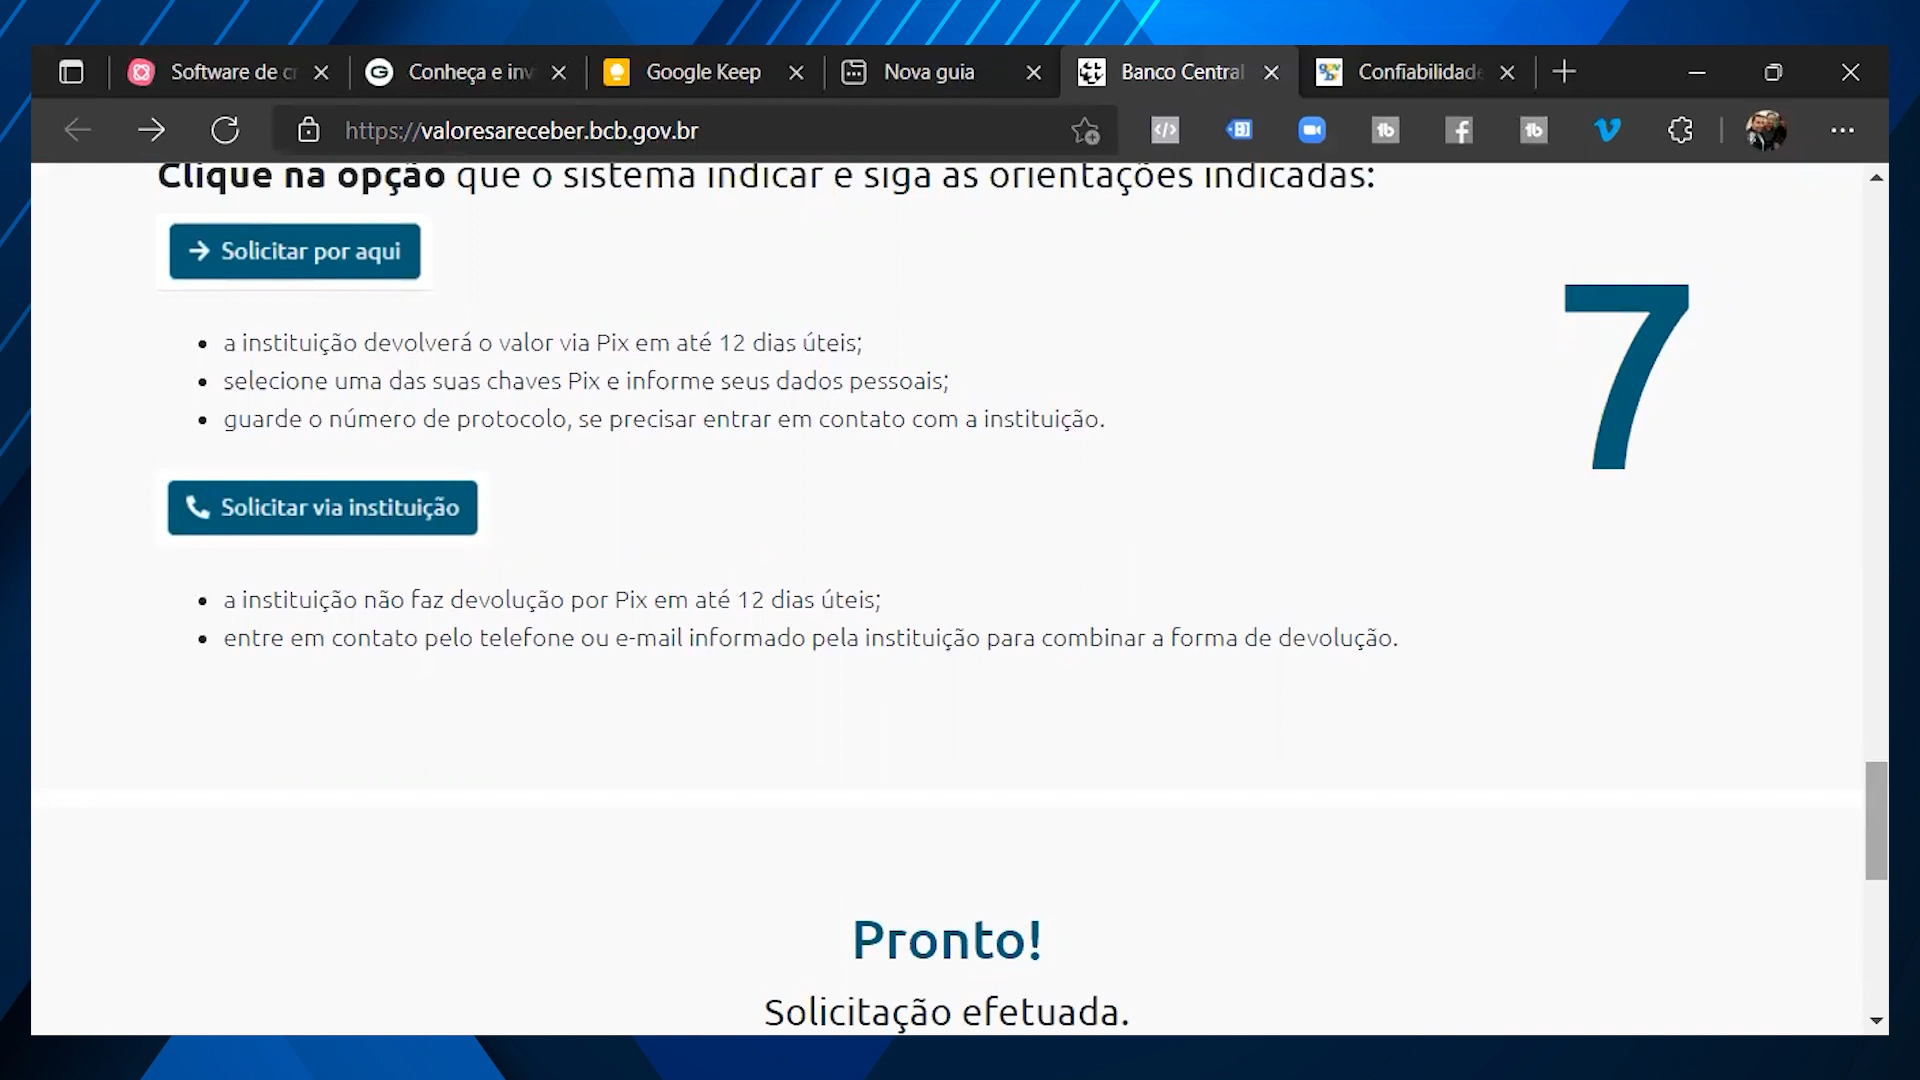 Software de cr
Conheça e inv
Google Keep
Nova guia
Banco Central
Confiabilidad
https://valoresareceber.bcb.gov.br
Clique na opção que o sistema indicar e siga as orientações indicadas:
Solicitar por aqui
7
• a instituição devolverá o valor via Pix em até 12 dias úteis;
• selecione uma das suas chaves Pix e informe seus dados pessoais;
• guarde o número de protocolo, se precisar entrar em contato com a instituição.
Solicitar via instituição
• a instituição não faz devolução por Pix em até 12 dias úteis;
• entre em contato pelo telefone ou e-mail informado pela instituição para combinar a forma de devolução.
Pronto!
Solicitação efetuada.